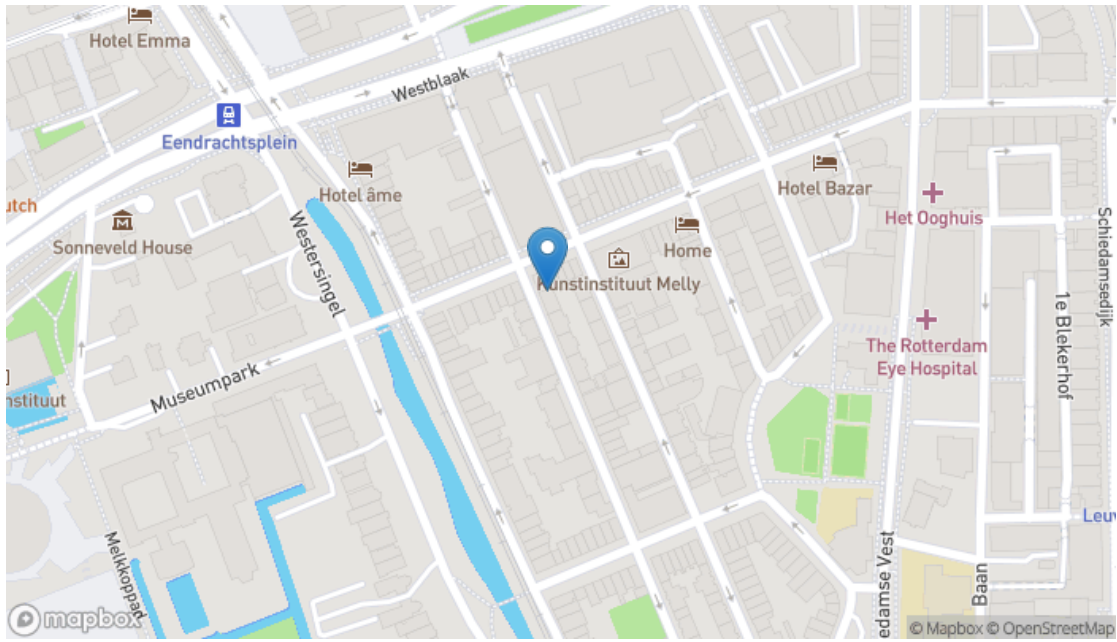 Hotel Emma
Westblaak
Eendrachtsplein
Hotel âme
Hotel Bazar
Het Ooghuis
utch
Sonneveld House
Westersingel
Home
Kunstinstituut Melly
Schiedamsedijk
1e Blekerhof
The Rotterdam
Eye Hospital
Museumpark
nstituut
Melkkoppad
Leuv
iedamse Vest
Baan
mapbox
© Mapbox © OpenStreetMap